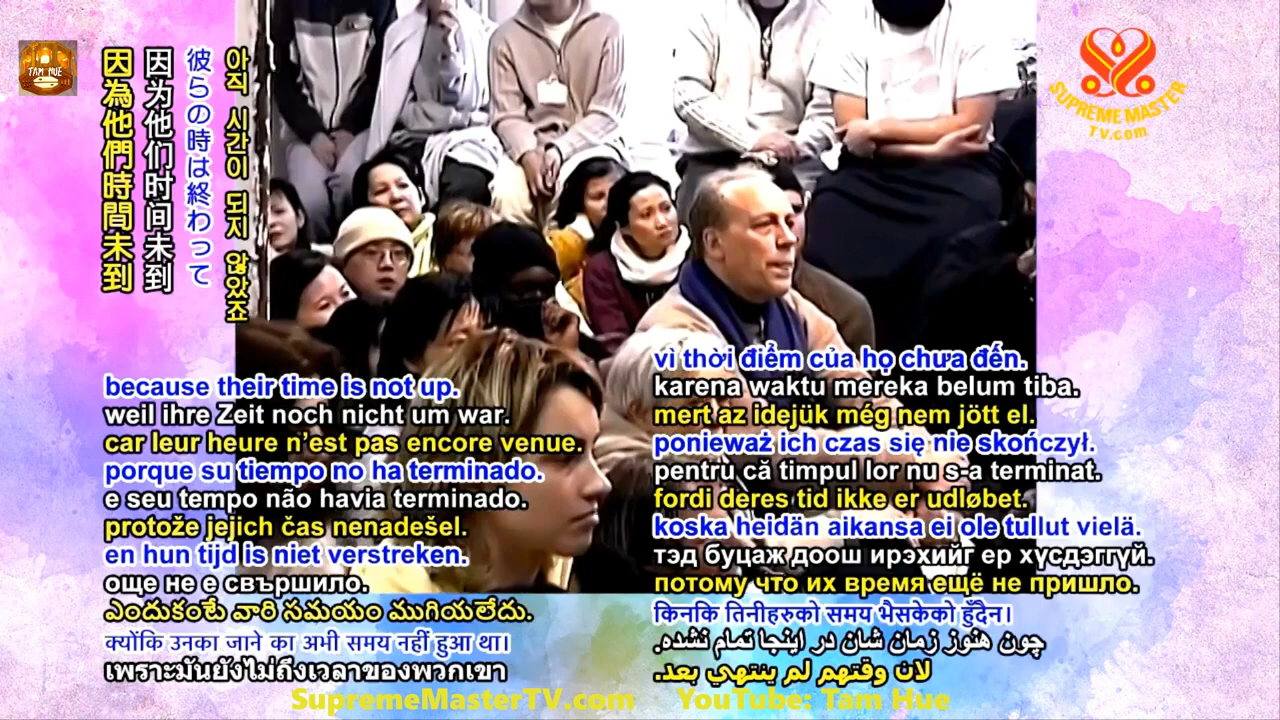 TAM HUE
因為他們時間未到
因为他们时间未到
彼らの時は終わって
아직 시간이 되지 않았죠
SUPREME MASTER
TV.com
because their time is not up.
weil ihre Zeit noch nicht um war.
car leur heure n’est pas encore venue.
porque su tiempo no ha terminado.
e seu tempo não havia terminado.
protože jejich čas nenadešel.
en hun tijd is niet verstreken.
още не е свършило.
ఎందుకంటే వారి సమయం ముగియలేదు.
क्योंकि उनका जाने का अभी समय नहीं हुआ था।
เพราะมันยังไม่ถึงเวลาของพวกเขา
vì thời điểm của họ chưa đến.
karena waktu mereka belum tiba.
mert az idejük még nem jött el.
ponieważ ich czas się nie skończył.
pentrù că timpul lor nu s-a terminat.
fordi deres tid ikke er udløbet.
koska heidän aikansa ei ole tullut vielä.
тэд буцаж доош ирэхийг ер хүсдэггүй.
потому что их время ещё не пришло.
किनकि तिनीहरुको समय भैसकेको हुँदैन।
چون هنوز زمان شان در اینجا تمام نشده.
لان وقتهم لم ينتهي بعد.
SupremeMasterTV.com
YouTube: Tam Hue